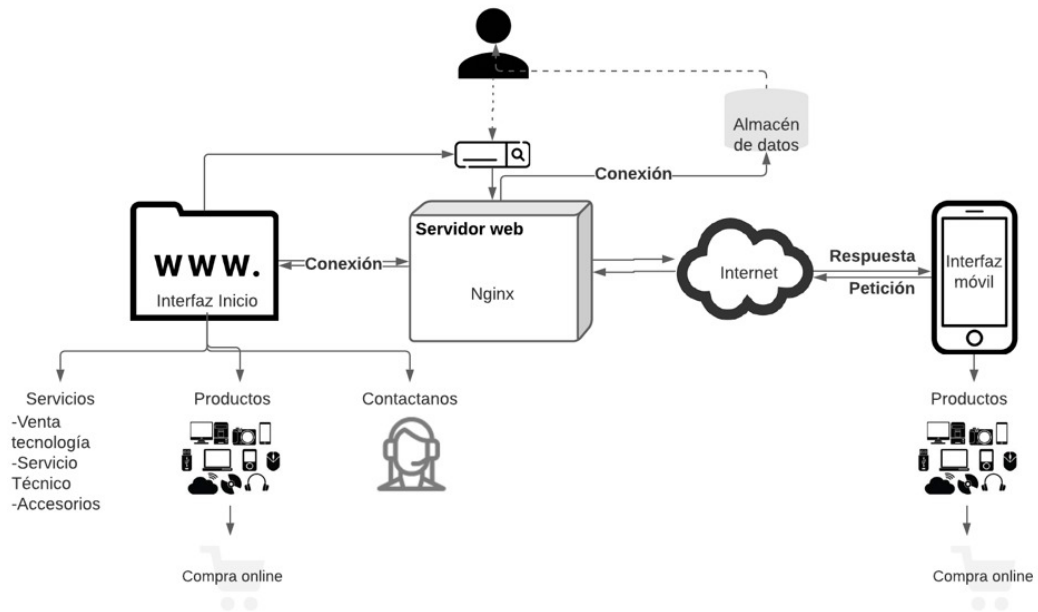 Almacén
de datos
Conexión
Servidor web
Nginx
WWW.
Interfaz Inicio
Conexión
Internet
Respuesta
Petición
Interfaz
móvil
Servicios
-Venta
tecnología
-Servicio
Técnico
-Accesorios
Productos
Compra online
Contactanos
Productos
Compra online